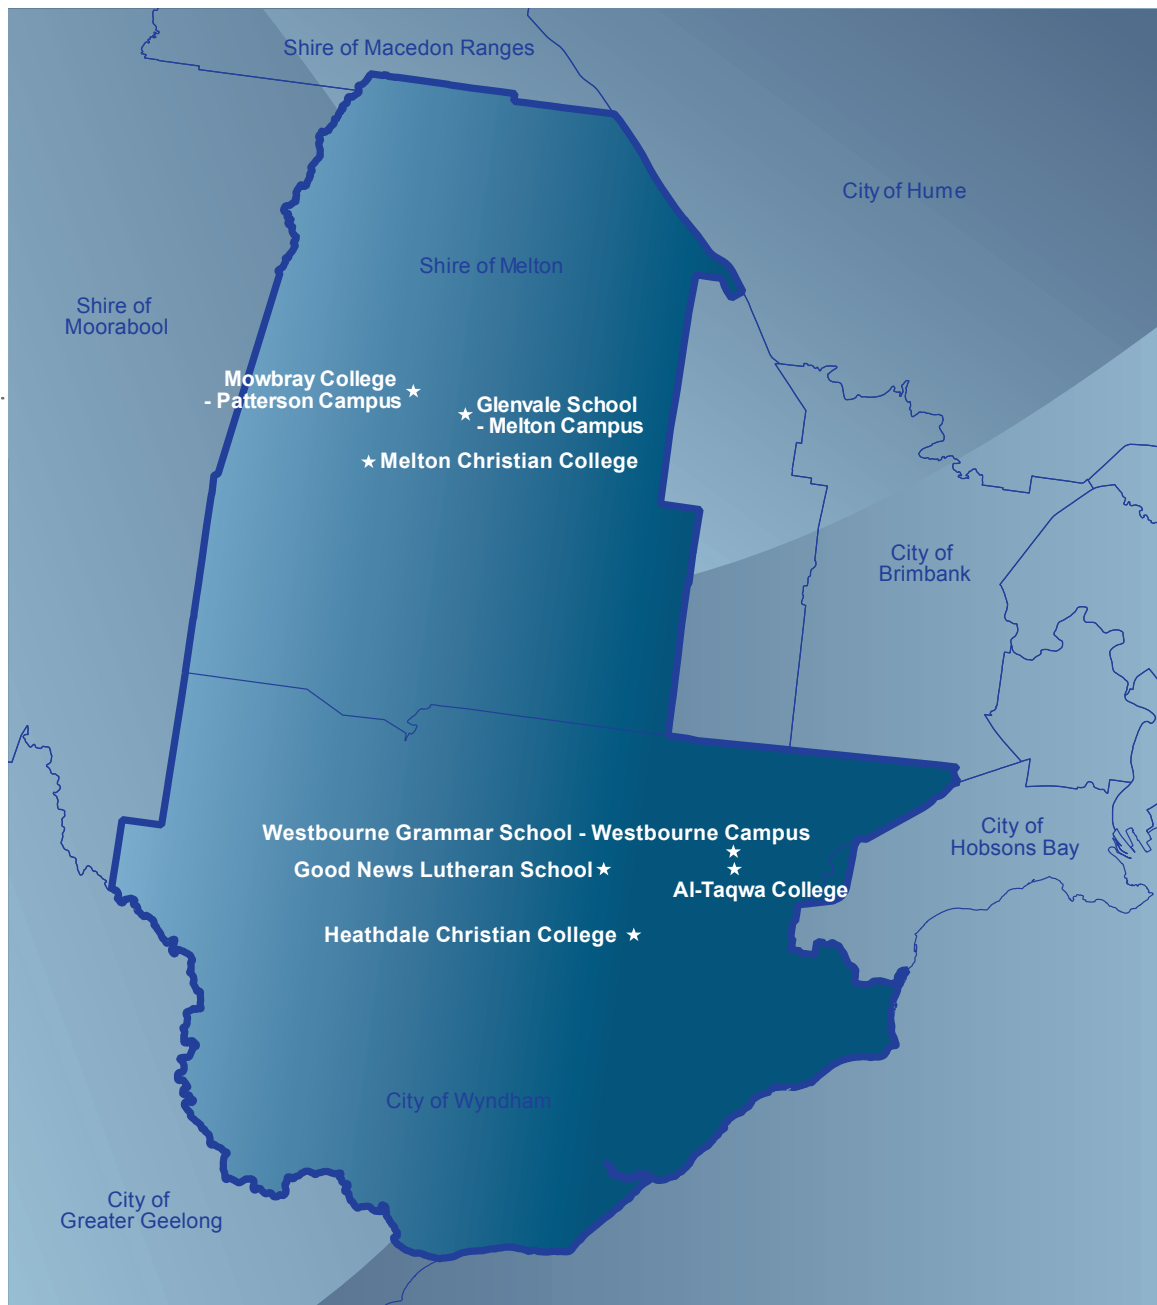 Shire of Macedon Ranges
City of Hume
Shire of Melton
Shire of
Moorabool
Mowbray College
- Patterson Campus
Glenvale School
- Melton Campus
Melton Christian College
City of
Brimbank
Westbourne Grammar School - Westbourne Campus
Good News Lutheran School
Al-Taqwa College
City of
Hobsons Bay
Heathdale Christian College
City of Wyndham
City of
Greater Geelong